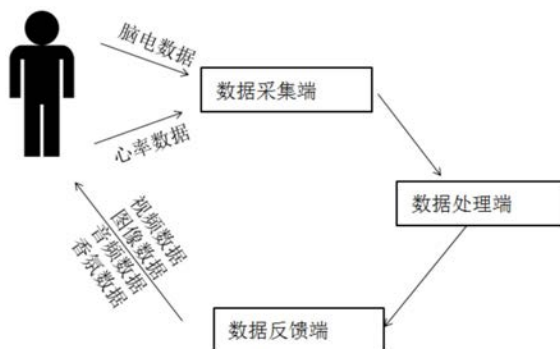 脑电数据
数据采集端
心率数据
数据处理端
视频数据
图像数据
音频数据
香氛数据
数据反馈端